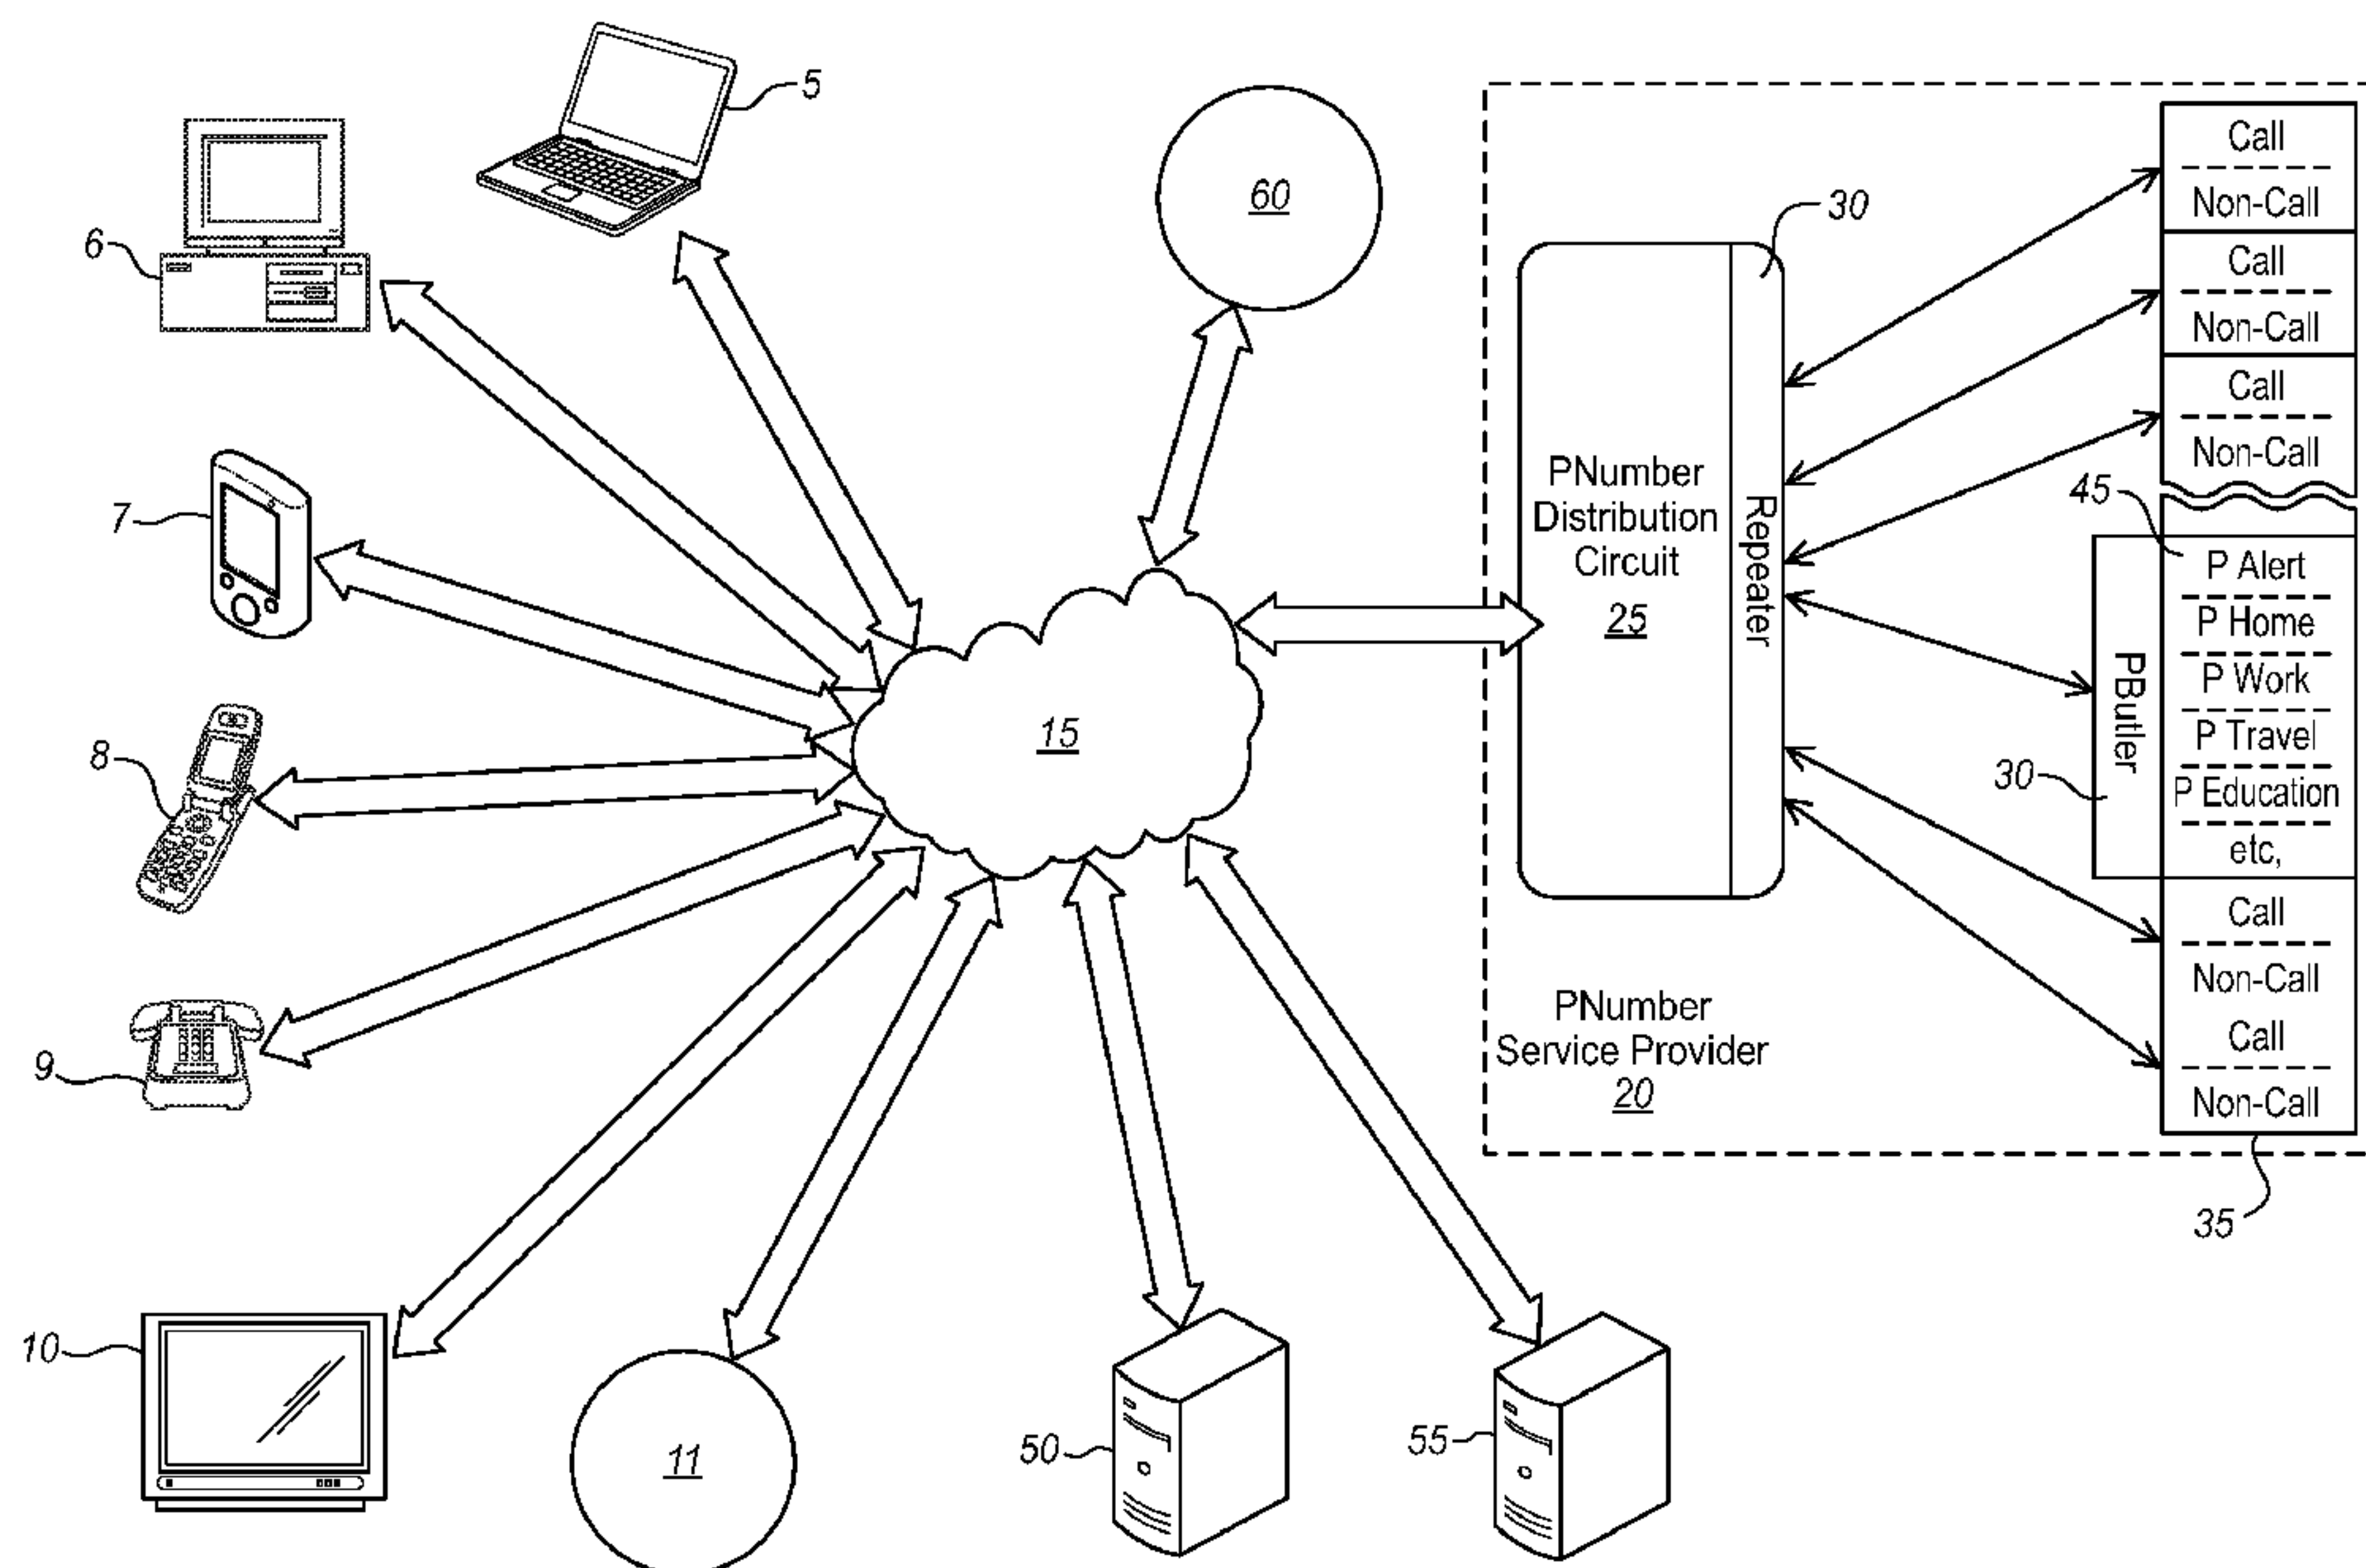 5
6
7
8
9
10
11
15
60
50
55
PNumber
Distribution
Circuit
25
Repeater
30
PNumber
Service Provider
20
Call
Non-Call
Call
Non-Call
Call
Non-Call
45
PButler
30
P Alert
P Home
P Work
P Travel
P Education
etc,
Call
Non-Call
Call
Non-Call
35